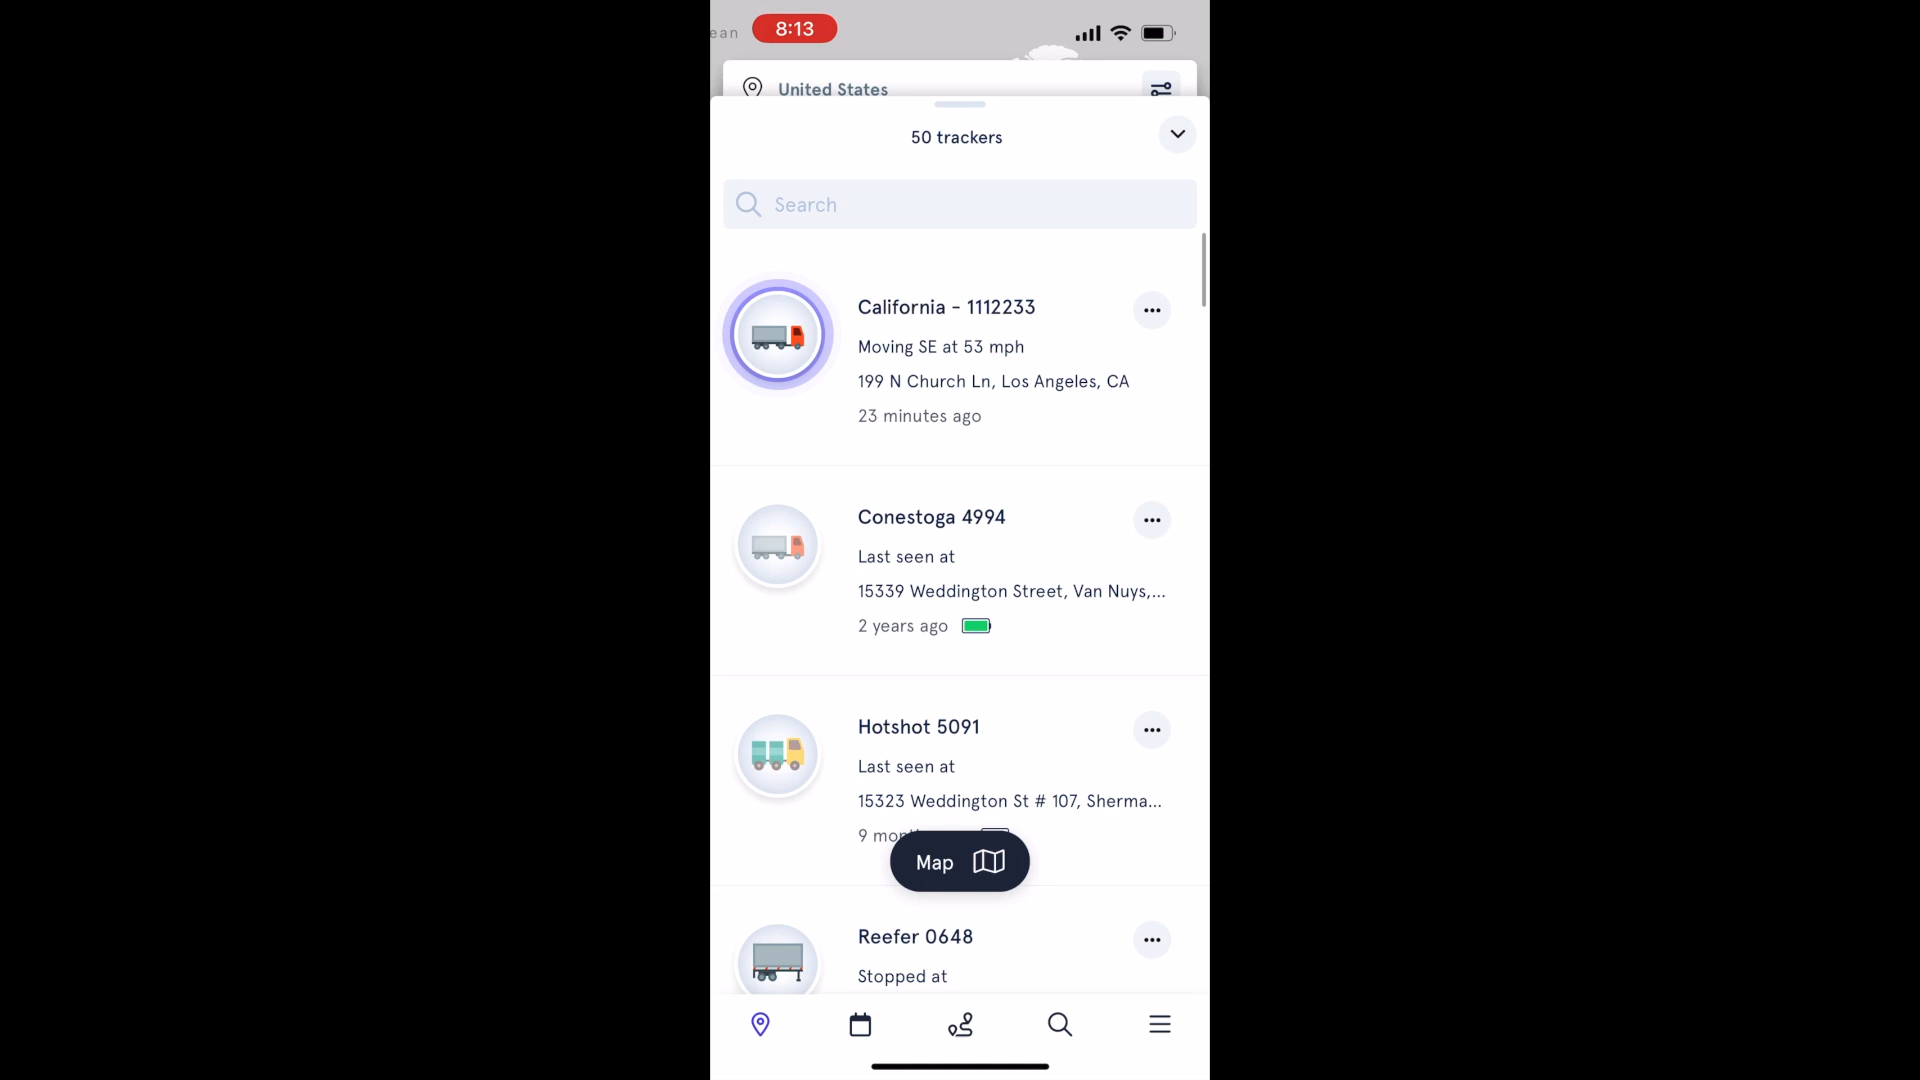 ean
8:13
United States
50 trackers
Search
California - 1112233
Moving SE at 53 mph
199 N Church Ln, Los Angeles, CA
23 minutes ago
Conestoga 4994
Last seen at
15339 Weddington Street, Van Nuys,...
2 years ago
Hotshot 5091
Last seen at
15323 Weddington St # 107, Sherma...
9
Map
Reefer 0648
Stopped at